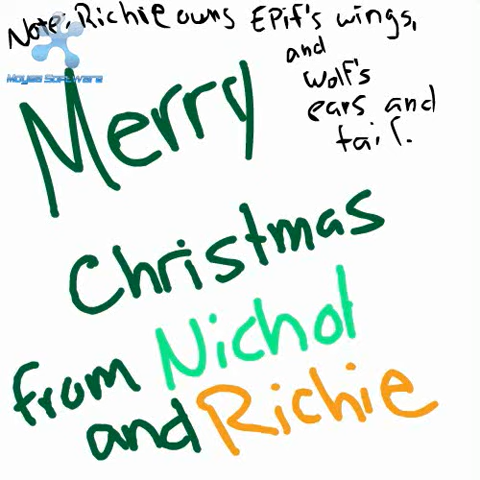 Note: Richie owns Epif's wings,
and
wolf's
ears and
tail.
Moyea Software
Merry
Christmas
from Nichol
and Richie